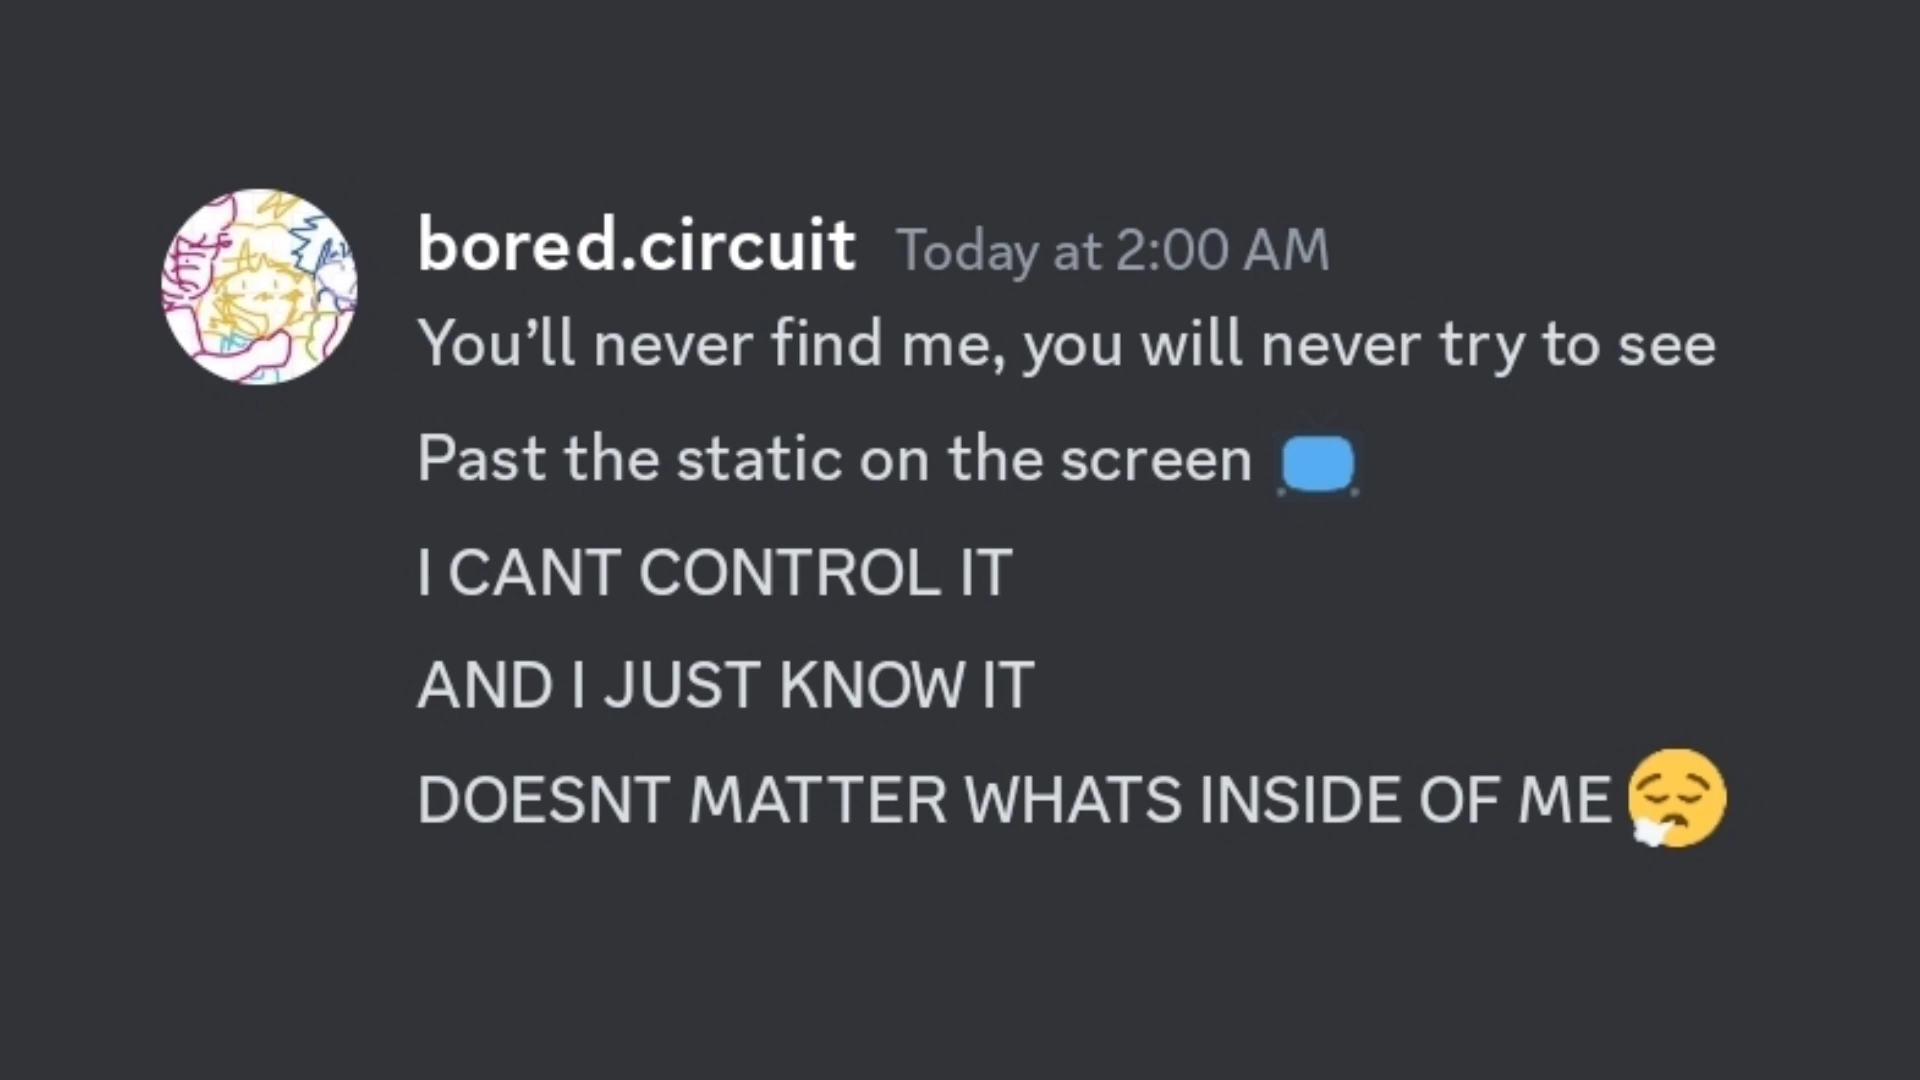 bored.circuit Today at 2:00 AM
You’ll never find me, you will never try to see
Past the static on the screen 📺
I CANT CONTROL IT
AND I JUST KNOW IT
DOESNT MATTER WHATS INSIDE OF ME 😮‍💨